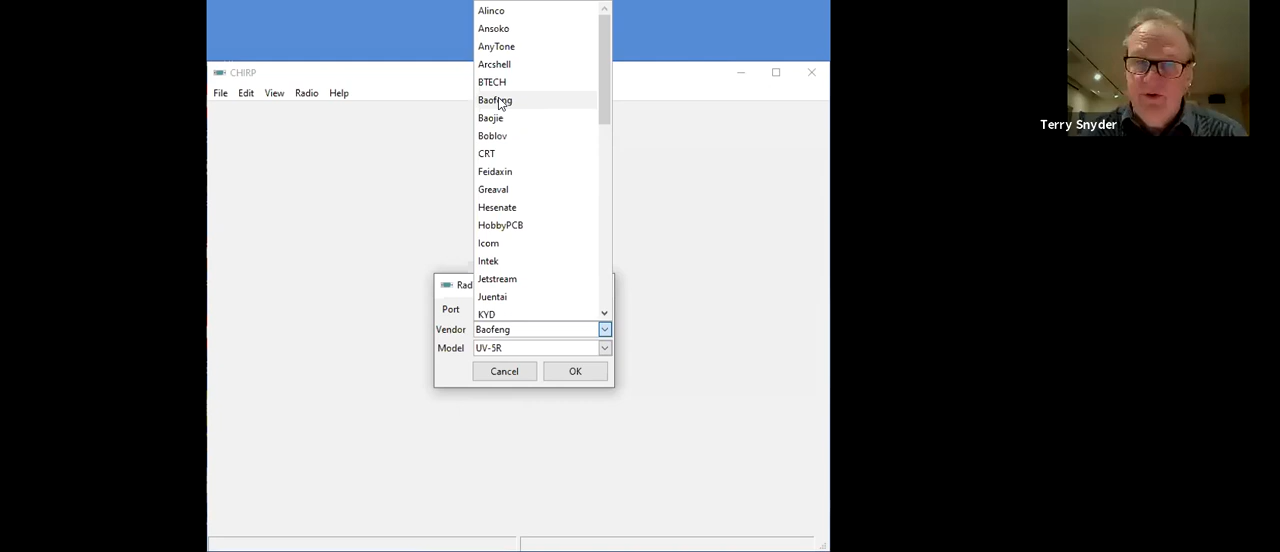 Alinco
Ansoko
AnyTone
Arcshell
BTECH
Baofeng
Baojie
Boblov
CRT
Feidaxin
Greaval
Hesenate
HobbyPCB
Icom
Intek
Jetstream
Juentai
KYD
CHIRP
File Edit View Radio Help
Rad
Port
Vendor Baofeng
Model UV-5R
Cancel OK
Terry Snyder